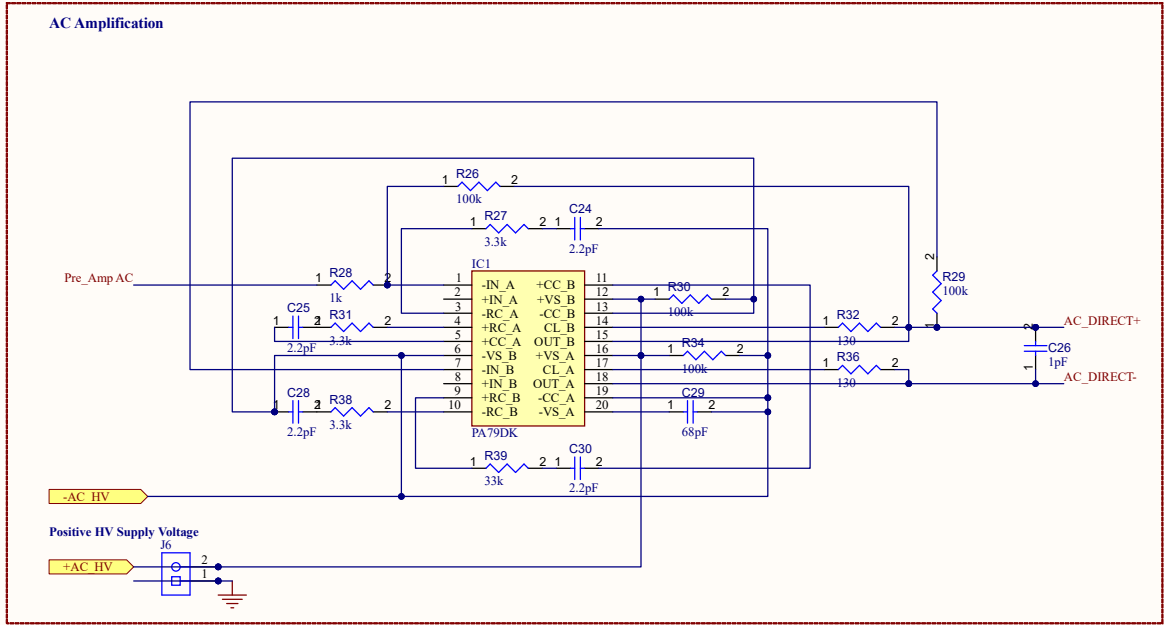 AC Amplification
1 R26 2
100k
1 R27 2 1 C24 2
3.3k 2.2pF
IC1
Pre_Amp AC
1 R28 2
1k
1 C25 2 1 R31 2
2.2pF 3.3k
1 C28 2 1 R38 2
2.2pF 3.3k
1 -IN_A +CC_B 11
2 +IN_A +VS_B 12
3 -RC_A -CC_B 13
4 +RC_A CL_B 14
5 +CC_A OUT_B 15
6 -VS_B +VS_A 16
7 -IN_B CL_A 17
8 +IN_B OUT_A 18
9 +RC_B -CC_A 19
10 -RC_B -VS_A 20
PA79DK
1 R30 2
100k
1 R34 2
100k
1 C29 2
68pF
1 R39 2 1 C30 2
33k 2.2pF
1 R32 2
130
1 R36 2
130
2
R29
100k
1
AC_DIRECT+
2
C26
1pF
1
AC_DIRECT-
-AC_HV
Positive HV Supply Voltage
J6
+AC_HV
2
1